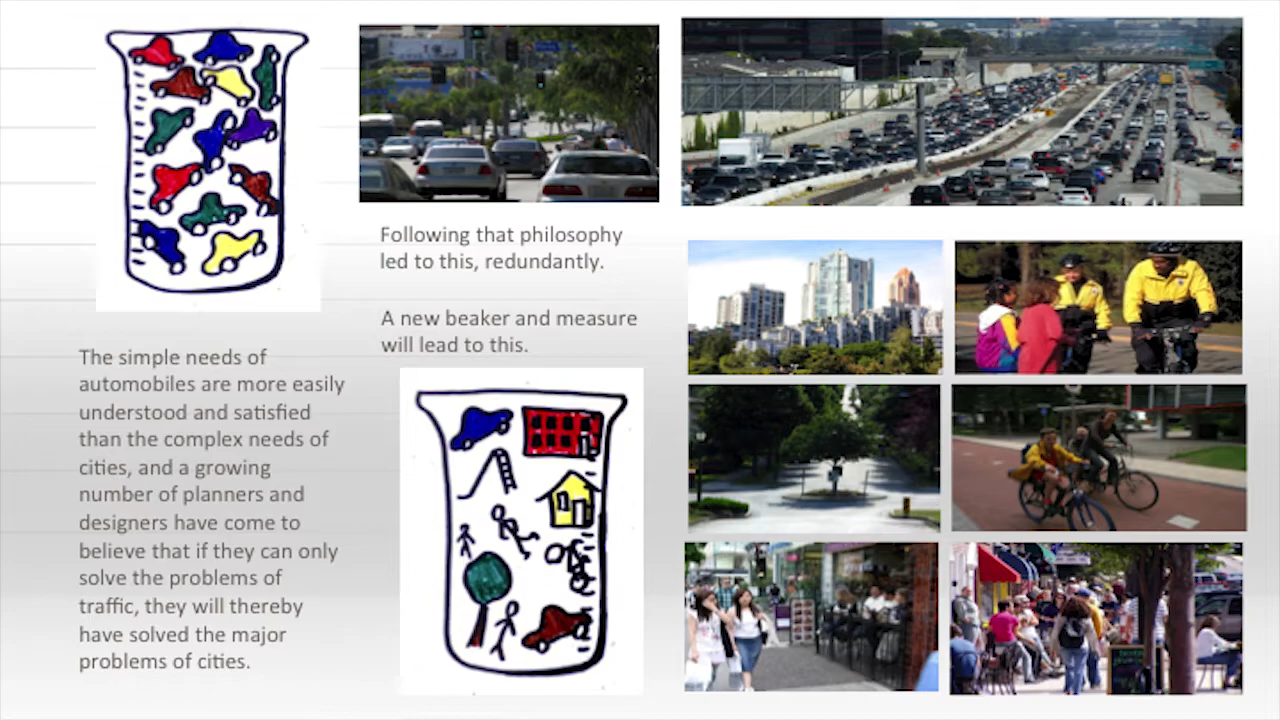 Following that philosophy
led to this, redundantly.
A new beaker and measure
will lead to this.
The simple needs of
automobiles are more easily
understood and satisfied
than the complex needs of
cities, and a growing
number of planners and
designers have come to
believe that if they can only
solve the problems of
traffic, they will thereby
have solved the major
problems of cities.